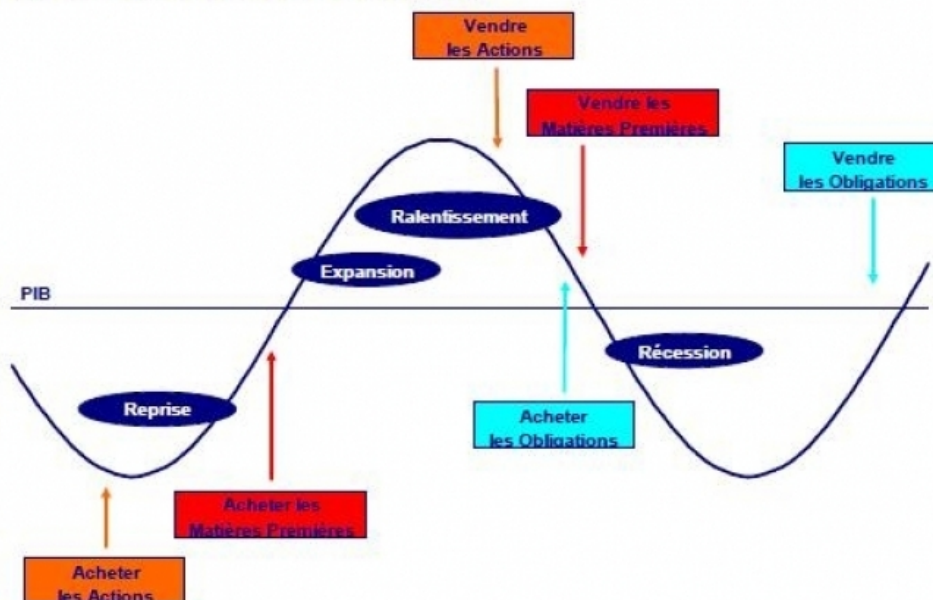 Vendre
les Actions
Vendre les
Matières Premières
Vendre
les Obligations
Ralentissement
Expansion
PIB
Récession
Reprise
Acheter
les Obligations
Acheter les
Matières Premières
Acheter
les Actions